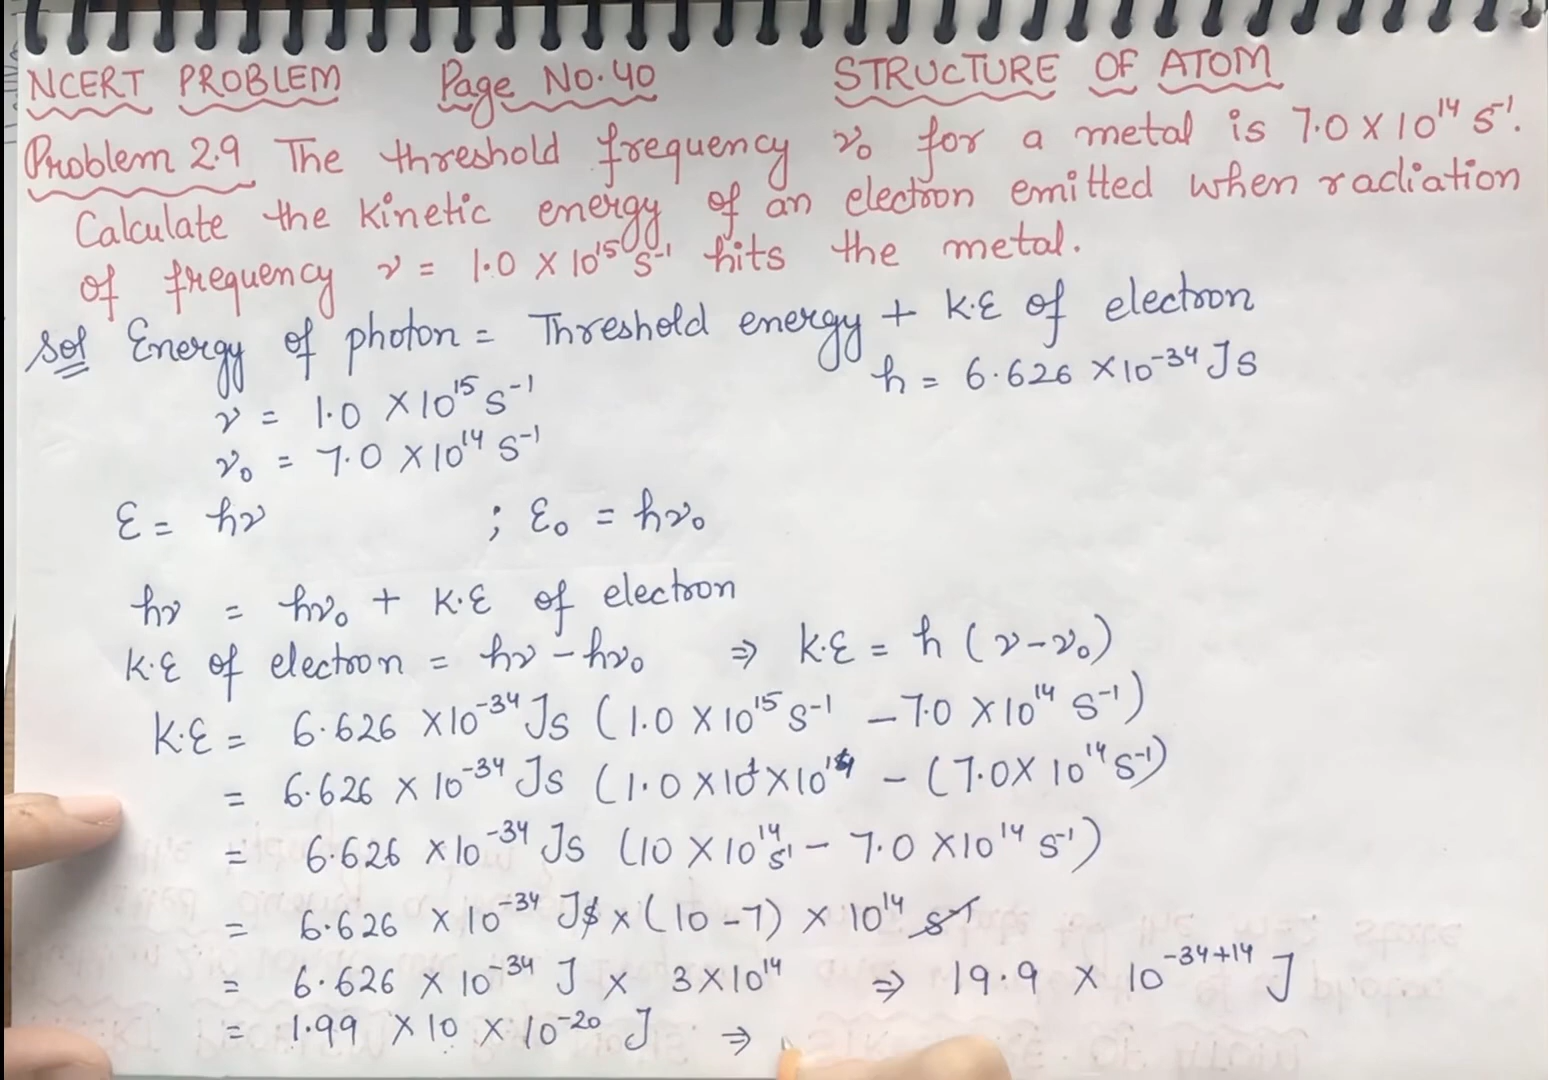 NCERT PROBLEM Page No. 40 STRUCTURE OF ATOM
Problem 2.9 The threshold frequency ν₀ for a metal is 7.0 × 10¹⁴ s⁻¹.
Calculate the kinetic energy of an electron emitted when radiation
of frequency ν = 1.0 × 10¹⁵ s⁻¹ hits the metal.
Sol Energy of photon = Threshold energy + K.E of electron
h = 6.626 × 10⁻³⁴ Js
ν = 1.0 × 10¹⁵ s⁻¹
ν₀ = 7.0 × 10¹⁴ s⁻¹
E = hν ; E₀ = hν₀
hν = hν₀ + K.E of electron
K.E of electron = hν − hν₀ ⇒ K.E = h (ν − ν₀)
K.E = 6.626 × 10⁻³⁴ Js (1.0 × 10¹⁵ s⁻¹ − 7.0 × 10¹⁴ s⁻¹)
= 6.626 × 10⁻³⁴ Js (1.0 × 10¹ × 10¹⁴ − (7.0 × 10¹⁴ s⁻¹)
= 6.626 × 10⁻³⁴ Js (10 × 10¹⁴ s⁻¹ − 7.0 × 10¹⁴ s⁻¹)
= 6.626 × 10⁻³⁴ Js × (10 − 7) × 10¹⁴ s⁻¹
= 6.626 × 10⁻³⁴ J × 3 × 10¹⁴ ⇒ 19.9 × 10⁻³⁴⁺¹⁴ J
= 1.99 × 10 × 10⁻²⁰ J ⇒